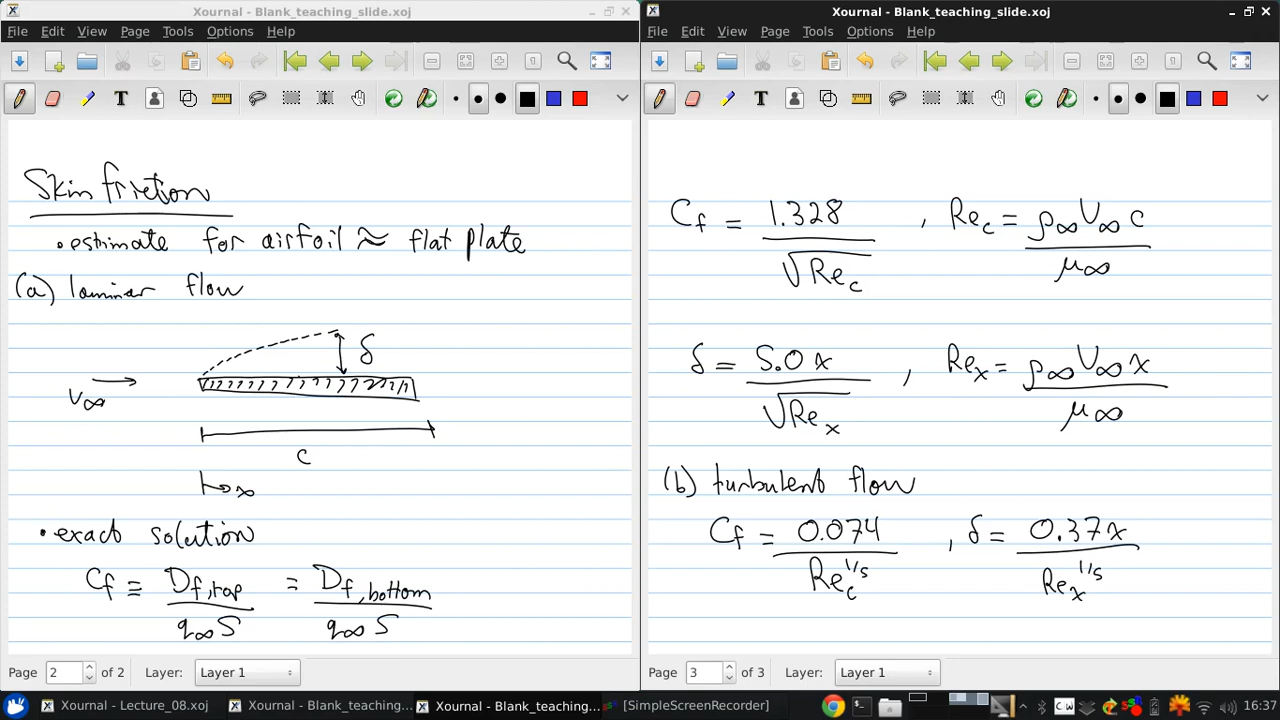 Xournal - Blank_teaching_slide.xoj
File Edit View Page Tools Options Help
Skin friction
• estimate for airfoil ≈ flat plate
(a) laminar flow
δ
V∞
c
x
• exact solution
Cf ≡ Df,top / q∞ S = Df,bottom / q∞ S
Page 2 of 2 Layer: Layer 1
Xournal - Blank_teaching_slide.xoj
File Edit View Page Tools Options Help
Cf = 1.328 / √Rec , Rec = ρ∞ V∞ c / μ∞
δ = 5.0 x / √Rex , Rex = ρ∞ V∞ x / μ∞
(b) turbulent flow
Cf = 0.074 / Rec^1/5 , δ = 0.37x / Rex^1/5
Page 3 of 3 Layer: Layer 1
Xournal - Lecture_08.xoj Xournal - Blank_teaching... Xournal - Blank_teaching... [SimpleScreenRecorder] 16:37